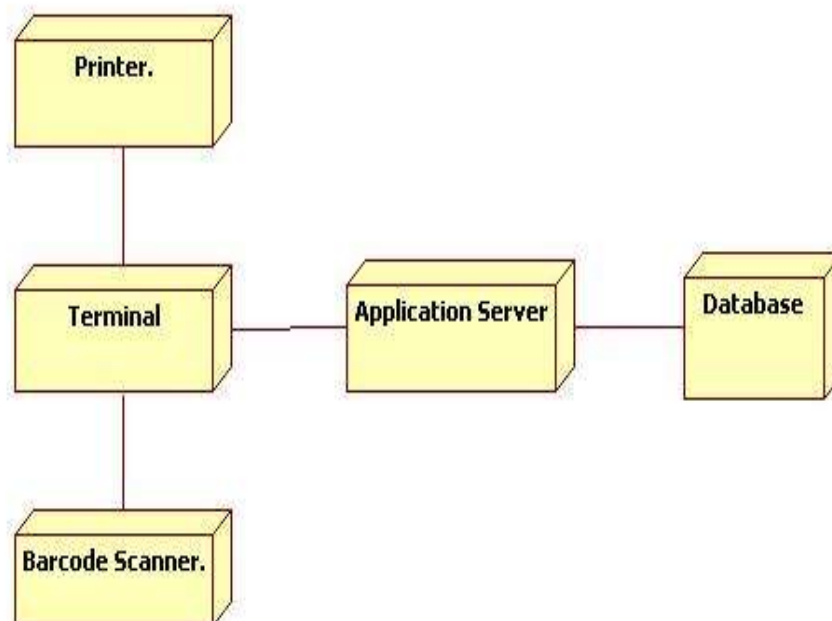 Printer.
Terminal
Application Server
Database
Barcode Scanner.